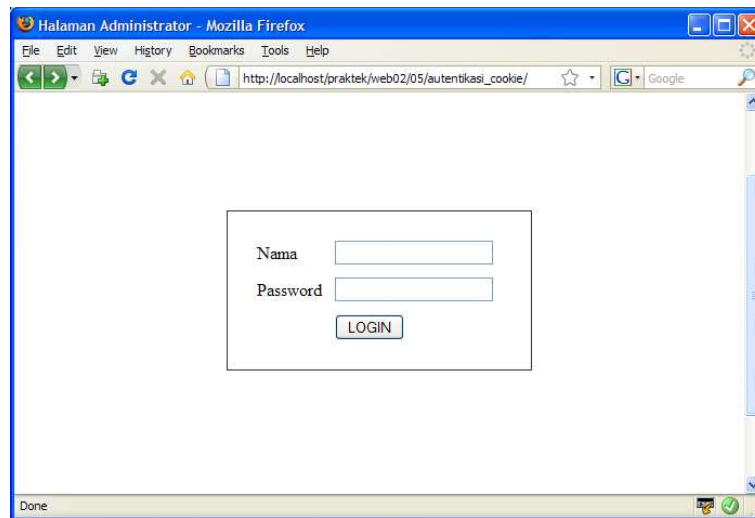 Halaman Administrator - Mozilla Firefox
File Edit View History Bookmarks Tools Help
http://localhost/praktek/web02/05/autentikasi_cookie/ G Google
Nama
Password
LOGIN
Done